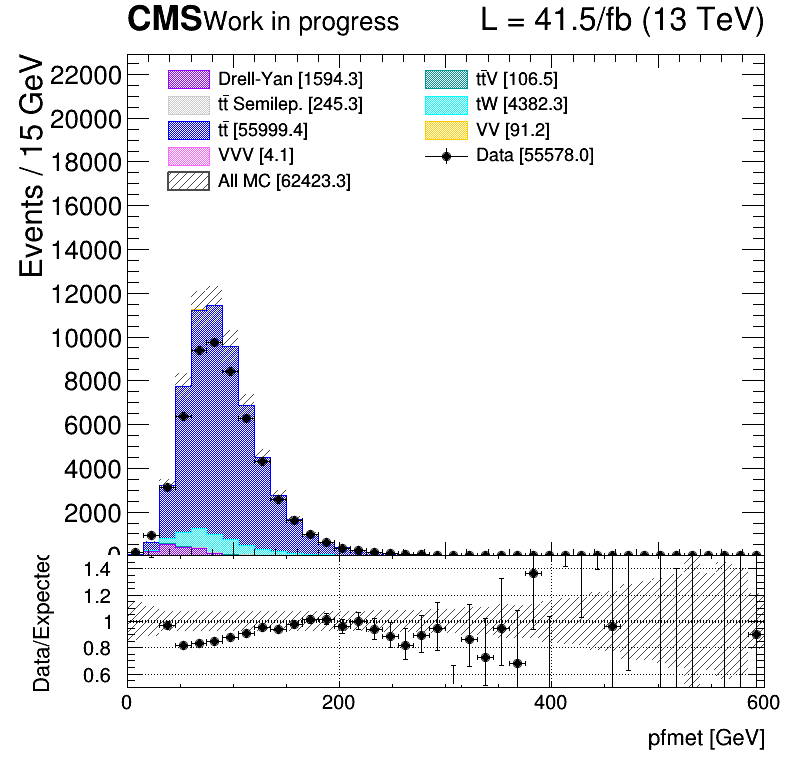 CMS Work in progress L = 41.5/fb (13 TeV)
Events / 15 GeV
22000
20000
18000
16000
14000
12000
10000
8000
6000
4000
2000
0
Drell-Yan [1594.3]
tt̄ Semilep. [245.3]
tt̄ [55999.4]
VVV [4.1]
All MC [62423.3]
tt̄V [106.5]
tW [4382.3]
VV [91.2]
Data [55578.0]
Data/Expected
1.4
1.2
1
0.8
0.6
0 200 400 600
pfmet [GeV]